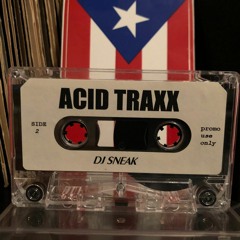 ACID TRAXX
SIDE
2
promo
use
only
DJ SNEAK